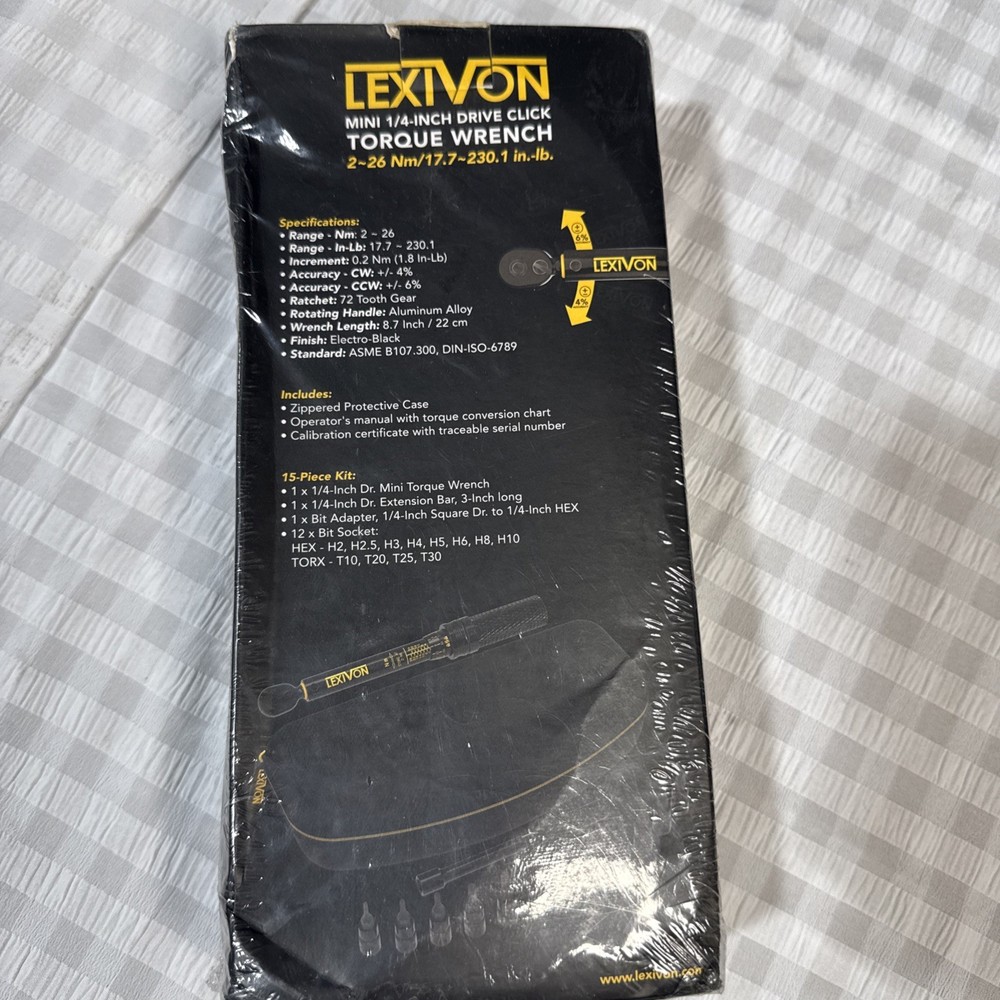 LEXIVON
MINI 1/4-INCH DRIVE CLICK
TORQUE WRENCH
2~26 Nm/17.7~230.1 in.-lb.
Specifications:
• Range - Nm: 2 ~ 26
• Range - In-Lb: 17.7 ~ 230.1
• Increment: 0.2 Nm (1.8 In-Lb)
• Accuracy - CW: +/- 4%
• Accuracy - CCW: +/- 6%
• Ratchet: 72 Tooth Gear
• Rotating Handle: Aluminum Alloy
• Wrench Length: 8.7 Inch / 22 cm
• Finish: Electro-Black
• Standard: ASME B107.300, DIN-ISO-6789
± 6%
LEXIVON
± 4%
Includes:
• Zippered Protective Case
• Operator's manual with torque conversion chart
• Calibration certificate with traceable serial number
15-Piece Kit:
• 1 x 1/4-Inch Dr. Mini Torque Wrench
• 1 x 1/4-Inch Dr. Extension Bar, 3-Inch long
• 1 x Bit Adapter, 1/4-Inch Square Dr. to 1/4-Inch HEX
• 12 x Bit Socket:
HEX - H2, H2.5, H3, H4, H5, H6, H8, H10
TORX - T10, T20, T25, T30
LEXIVON
LEXIVON
www.lexivon.com